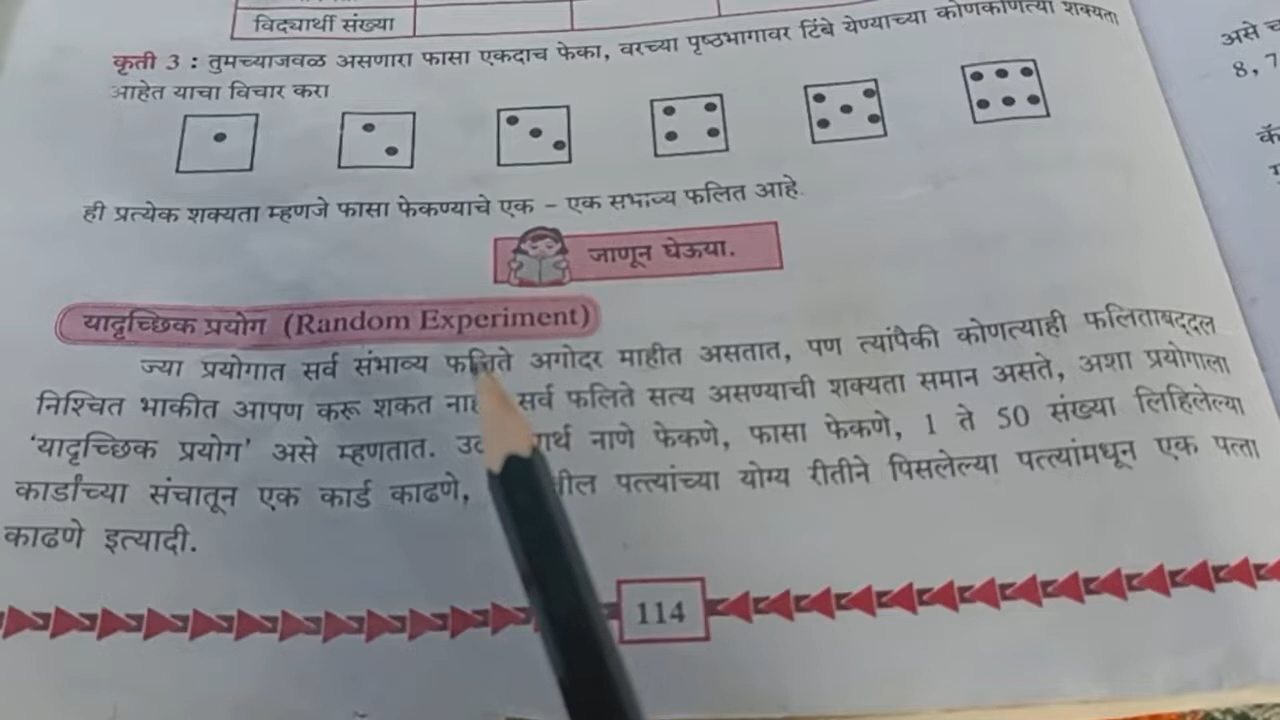 विद्यार्थी संख्या
कृती 3 : तुमच्याजवळ असणारा फासा एकदाच फेका, वरच्या पृष्ठभागावर टिंबे येण्याच्या कोणकोणत्या शक्यता
आहेत याचा विचार करा
ही प्रत्येक शक्यता म्हणजे फासा फेकण्याचे एक - एक संभाव्य फलित आहे.
जाणून घेऊया.
यादृच्छिक प्रयोग (Random Experiment)
ज्या प्रयोगात सर्व संभाव्य फलिते अगोदर माहीत असतात, पण त्यांपैकी कोणत्याही फलिताबद्दल
निश्चित भाकीत आपण करू शकत सर्व फलिते सत्य असण्याची शक्यता समान असते, अशा प्रयोगाला
'यादृच्छिक प्रयोग' असे म्हणतात. नाणे फेकणे, फासा फेकणे, 1 ते 50 संख्या लिहिलेल्या
कार्डांच्या संचातून एक कार्ड काढणे, पत्त्यांच्या योग्य रीतीने पिसलेल्या पत्त्यांमधून एक पत्ता
काढणे इत्यादी.
114
असे
8, 7